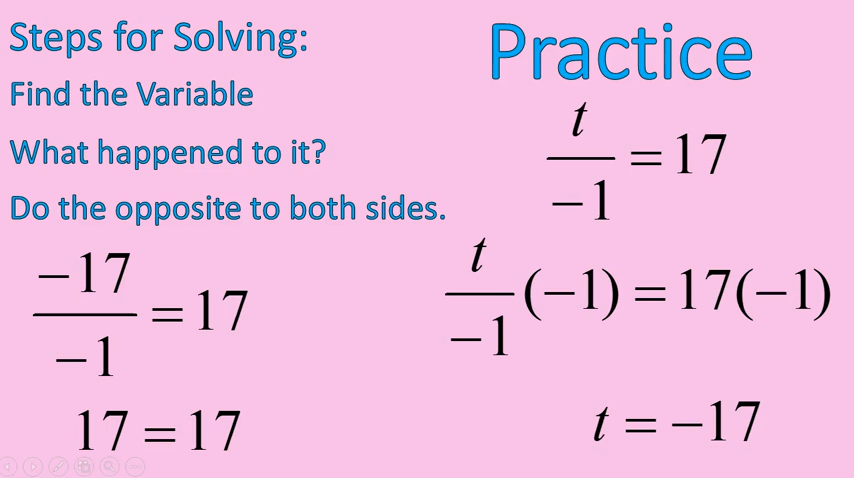 Steps for Solving:
Find the Variable
What happened to it?
Do the opposite to both sides.
−17/−1 = 17
17 = 17
Practice
t/−1 = 17
t/−1 (−1) = 17(−1)
t = −17